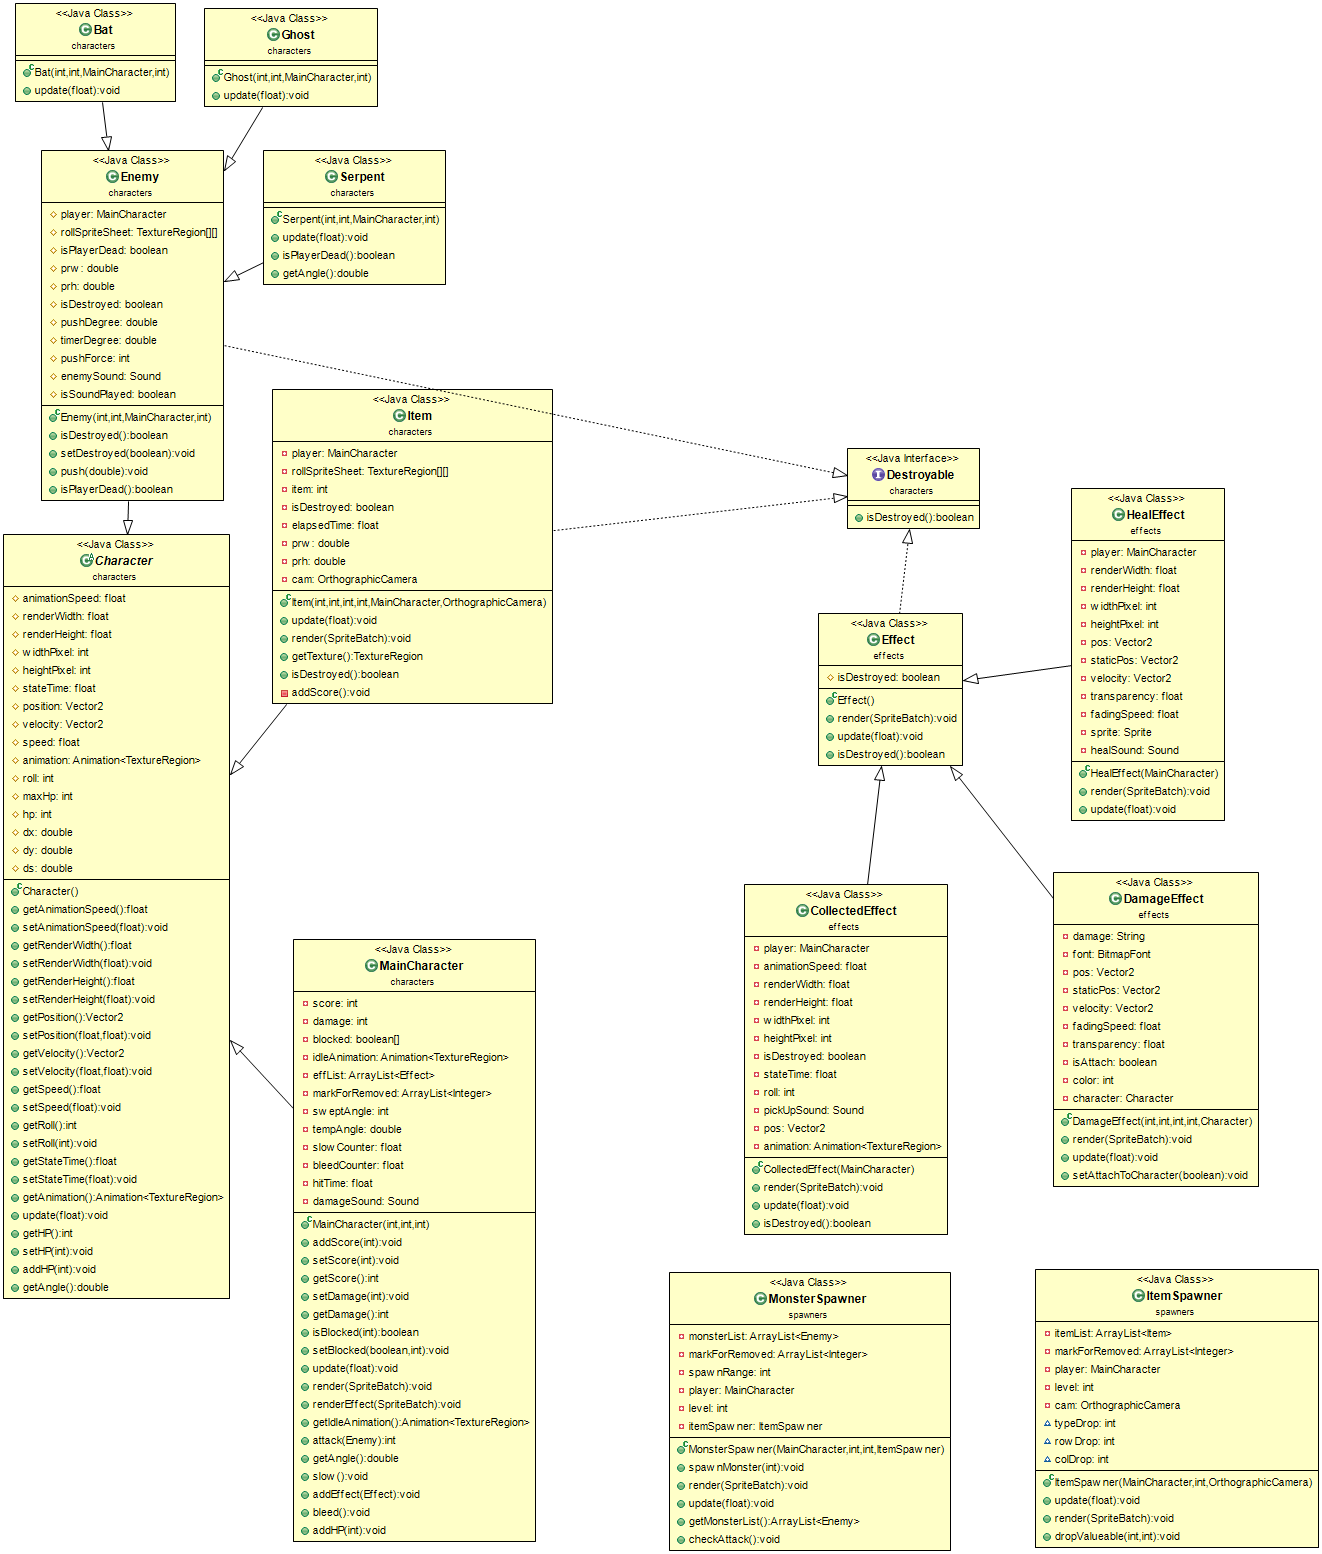 <<Java Class>>
Bat
characters
Bat(int,int,MainCharacter,int)
update(float):void
<<Java Class>>
Ghost
characters
Ghost(int,int,MainCharacter,int)
update(float):void
<<Java Class>>
Enemy
characters
player: MainCharacter
rollSpriteSheet: TextureRegion[][]
isPlayerDead: boolean
prw: double
prh: double
isDestroyed: boolean
pushDegree: double
timerDegree: double
pushForce: int
enemySound: Sound
isSoundPlayed: boolean
Enemy(int,int,MainCharacter,int)
isDestroyed():boolean
setDestroyed(boolean):void
push(double):void
isPlayerDead():boolean
<<Java Class>>
Serpent
characters
Serpent(int,int,MainCharacter,int)
update(float):void
isPlayerDead():boolean
getAngle():double
<<Java Class>>
Item
characters
player: MainCharacter
rollSpriteSheet: TextureRegion[][]
item: int
isDestroyed: boolean
elapsedTime: float
prw: double
prh: double
cam: OrthographicCamera
Item(int,int,int,int,MainCharacter,OrthographicCamera)
update(float):void
render(SpriteBatch):void
getTexture():TextureRegion
isDestroyed():boolean
addScore():void
<<Java Interface>>
Destroyable
characters
isDestroyed():boolean
<<Java Class>>
HealEffect
effects
player: MainCharacter
renderWidth: float
renderHeight: float
widthPixel: int
heightPixel: int
pos: Vector2
staticPos: Vector2
velocity: Vector2
transparency: float
fadingSpeed: float
sprite: Sprite
healSound: Sound
HealEffect(MainCharacter)
render(SpriteBatch):void
update(float):void
<<Java Class>>
Character
characters
animationSpeed: float
renderWidth: float
renderHeight: float
widthPixel: int
heightPixel: int
stateTime: float
position: Vector2
velocity: Vector2
speed: float
animation: Animation<TextureRegion>
roll: int
maxHp: int
hp: int
dx: double
dy: double
ds: double
Character()
getAnimationSpeed():float
setAnimationSpeed(float):void
getRenderWidth():float
setRenderWidth(float):void
getRenderHeight():float
setRenderHeight(float):void
getPosition():Vector2
setPosition(float,float):void
getVelocity():Vector2
setVelocity(float,float):void
getSpeed():float
setSpeed(float):void
getRoll():int
setRoll(int):void
getStateTime():float
setStateTime(float):void
getAnimation():Animation<TextureRegion>
update(float):void
getHP():int
setHP(int):void
addHP(int):void
getAngle():double
<<Java Class>>
Effect
effects
isDestroyed: boolean
Effect()
render(SpriteBatch):void
update(float):void
isDestroyed():boolean
<<Java Class>>
CollectedEffect
effects
player: MainCharacter
animationSpeed: float
renderWidth: float
renderHeight: float
widthPixel: int
heightPixel: int
isDestroyed: boolean
stateTime: float
roll: int
pickUpSound: Sound
pos: Vector2
animation: Animation<TextureRegion>
CollectedEffect(MainCharacter)
render(SpriteBatch):void
update(float):void
isDestroyed():boolean
<<Java Class>>
DamageEffect
effects
damage: String
font: BitmapFont
pos: Vector2
staticPos: Vector2
velocity: Vector2
fadingSpeed: float
transparency: float
isAttach: boolean
color: int
character: Character
DamageEffect(int,int,int,int,Character)
render(SpriteBatch):void
update(float):void
setAttachToCharacter(boolean):void
<<Java Class>>
MainCharacter
characters
score: int
damage: int
blocked: boolean[]
idleAnimation: Animation<TextureRegion>
effList: ArrayList<Effect>
markForRemoved: ArrayList<Integer>
sweptAngle: int
tempAngle: double
slowCounter: float
bleedCounter: float
hitTime: float
damageSound: Sound
MainCharacter(int,int,int)
addScore(int):void
setScore(int):void
getScore():int
setDamage(int):void
getDamage():int
isBlocked(int):boolean
setBlocked(boolean,int):void
update(float):void
render(SpriteBatch):void
renderEffect(SpriteBatch):void
getIdleAnimation():Animation<TextureRegion>
attack(Enemy):int
getAngle():double
slow():void
addEffect(Effect):void
bleed():void
addHP(int):void
<<Java Class>>
MonsterSpawner
spawners
monsterList: ArrayList<Enemy>
markForRemoved: ArrayList<Integer>
spawnRange: int
player: MainCharacter
level: int
itemSpawner: ItemSpawner
MonsterSpawner(MainCharacter,int,int,ItemSpawner)
spawnMonster(int):void
render(SpriteBatch):void
update(float):void
getMonsterList():ArrayList<Enemy>
checkAttack():void
<<Java Class>>
ItemSpawner
spawners
itemList: ArrayList<Item>
markForRemoved: ArrayList<Integer>
player: MainCharacter
level: int
cam: OrthographicCamera
typeDrop: int
rowDrop: int
colDrop: int
ItemSpawner(MainCharacter,int,OrthographicCamera)
update(float):void
render(SpriteBatch):void
dropValueable(int,int):void